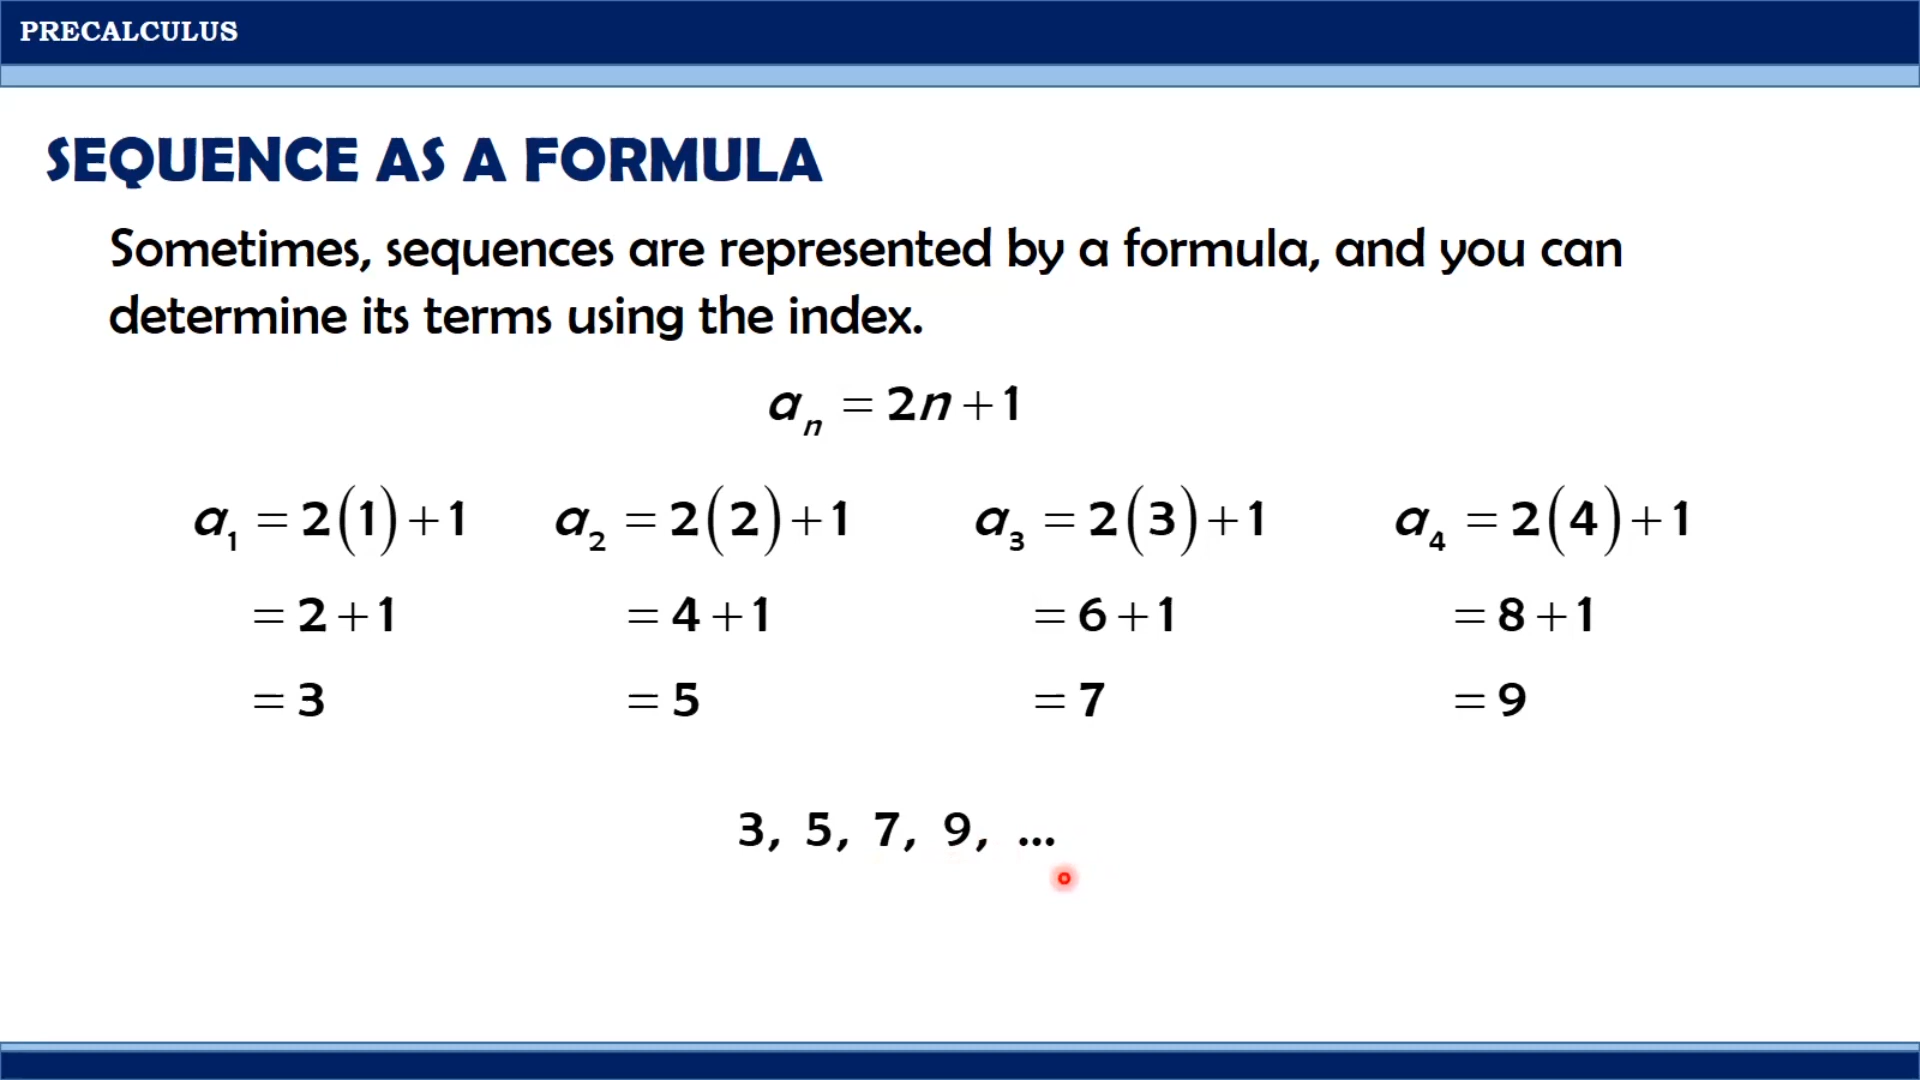 PRECALCULUS
SEQUENCE AS A FORMULA
Sometimes, sequences are represented by a formula, and you can
determine its terms using the index.
aₙ = 2n + 1
a₁ = 2(1) + 1 a₂ = 2(2) + 1 a₃ = 2(3) + 1 a₄ = 2(4) + 1
= 2 + 1 = 4 + 1 = 6 + 1 = 8 + 1
= 3 = 5 = 7 = 9
3, 5, 7, 9, ...